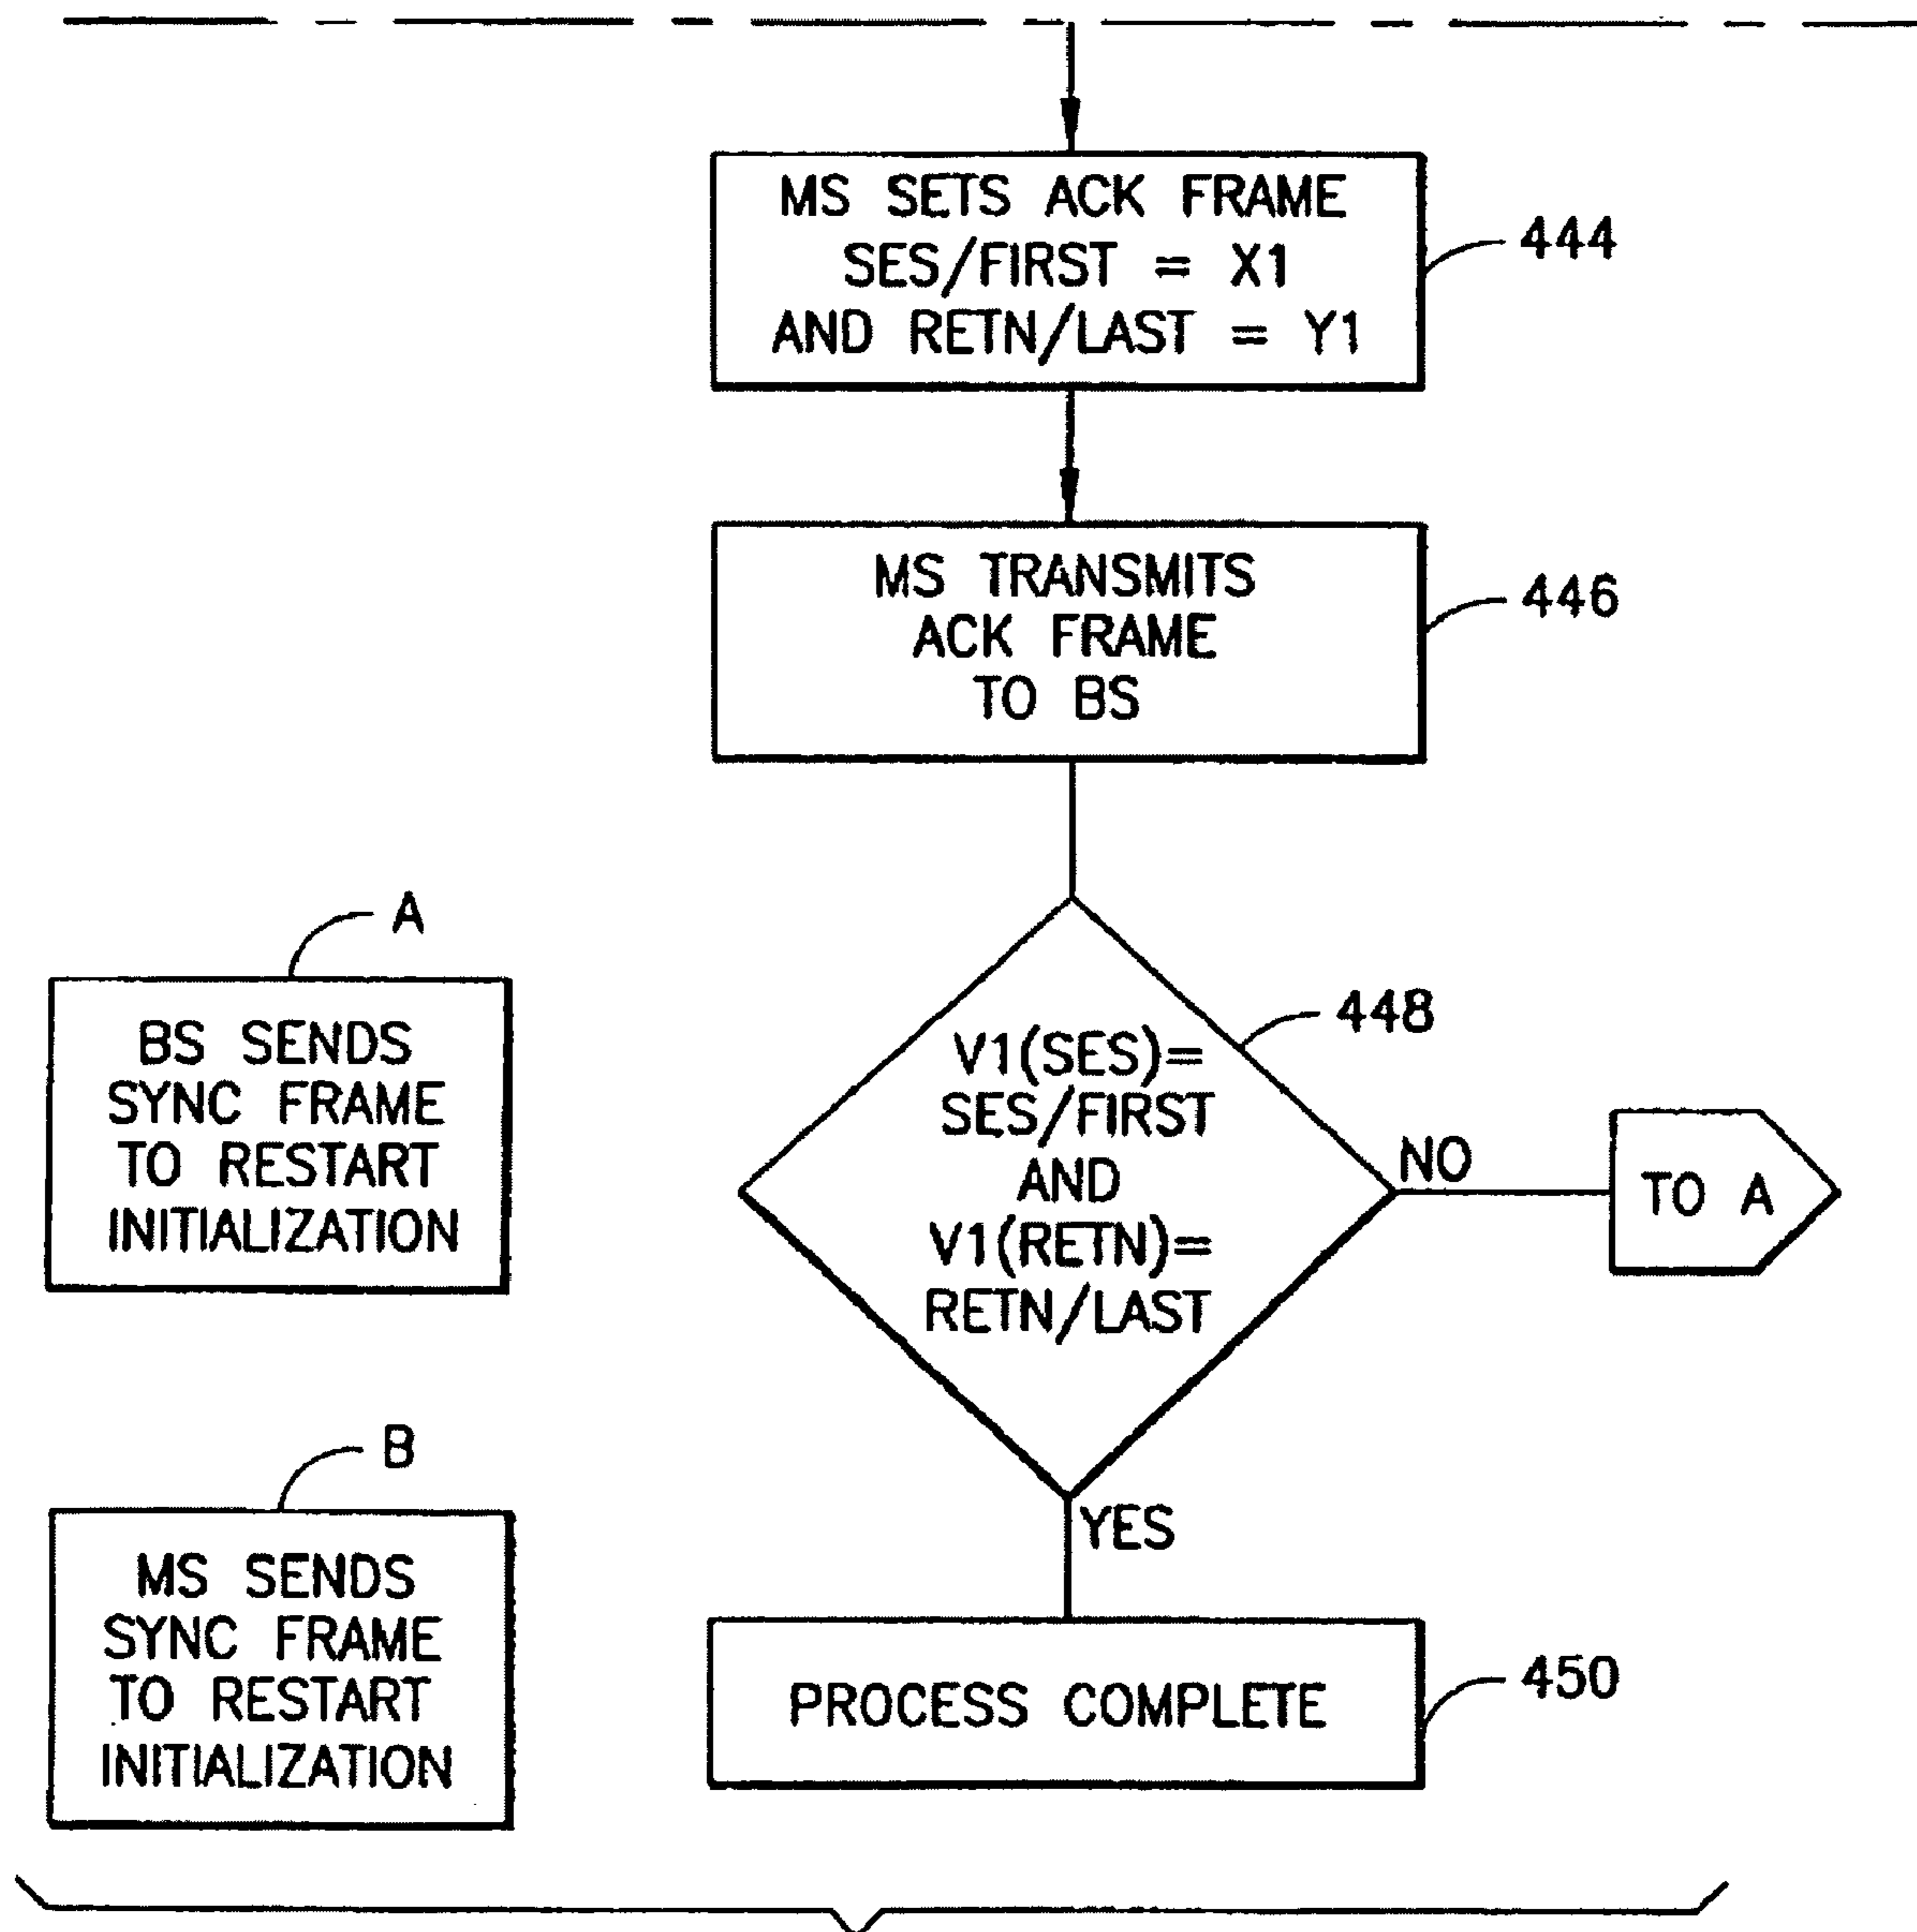 MS SETS ACK FRAME
SES/FIRST = X1
AND RETN/LAST = Y1
444
MS TRANSMITS
ACK FRAME
TO BS
446
A
BS SENDS
SYNC FRAME
TO RESTART
INITIALIZATION
V1(SES)=
SES/FIRST
AND
V1(RETN)=
RETN/LAST
448
NO
TO A
YES
B
MS SENDS
SYNC FRAME
TO RESTART
INITIALIZATION
PROCESS COMPLETE
450